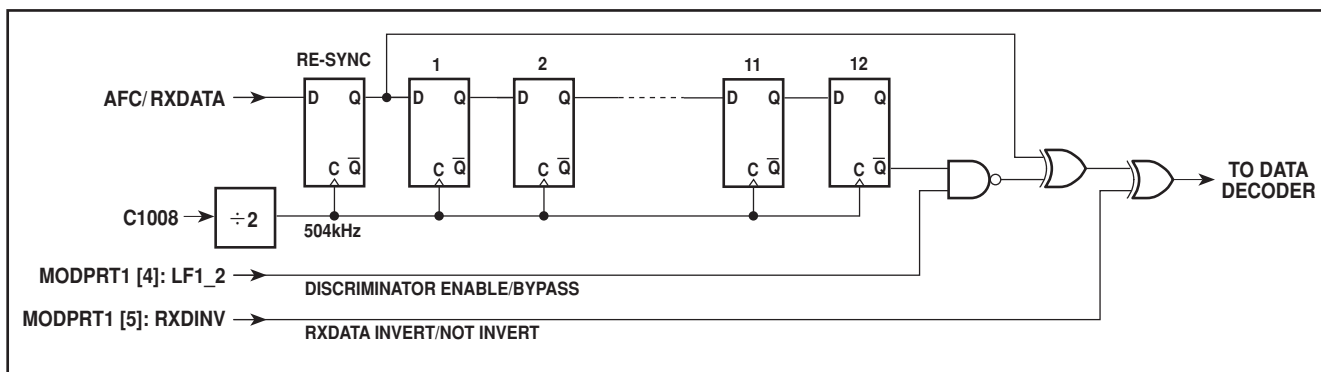 RE-SYNC
1
2
11
12
AFC/RXDATA
D Q
D Q
D Q
D Q
D Q
C Q
C Q
C Q
C Q
C Q
C1008
÷2
504kHz
TO DATA
DECODER
MODPRT1 [4]: LF1_2
DISCRIMINATOR ENABLE/BYPASS
MODPRT1 [5]: RXDINV
RXDATA INVERT/NOT INVERT